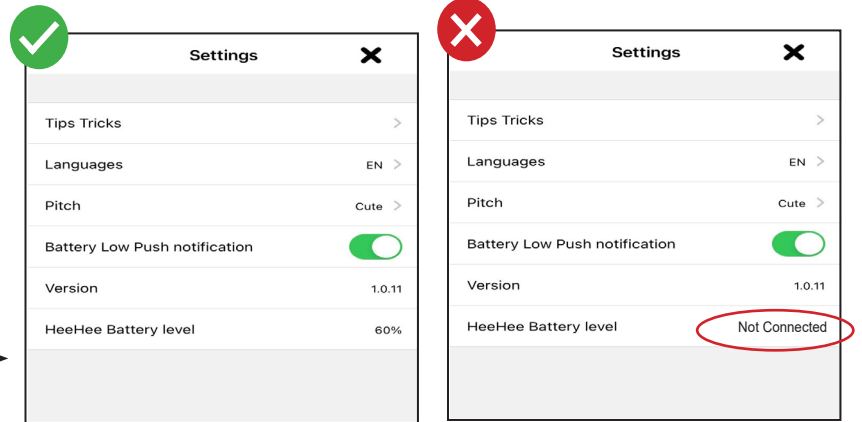 Settings
Tips Tricks
Languages EN
Pitch Cute
Battery Low Push notification
Version 1.0.11
HeeHee Battery level 60%
Settings
Tips Tricks
Languages EN
Pitch Cute
Battery Low Push notification
Version 1.0.11
HeeHee Battery level Not Connected